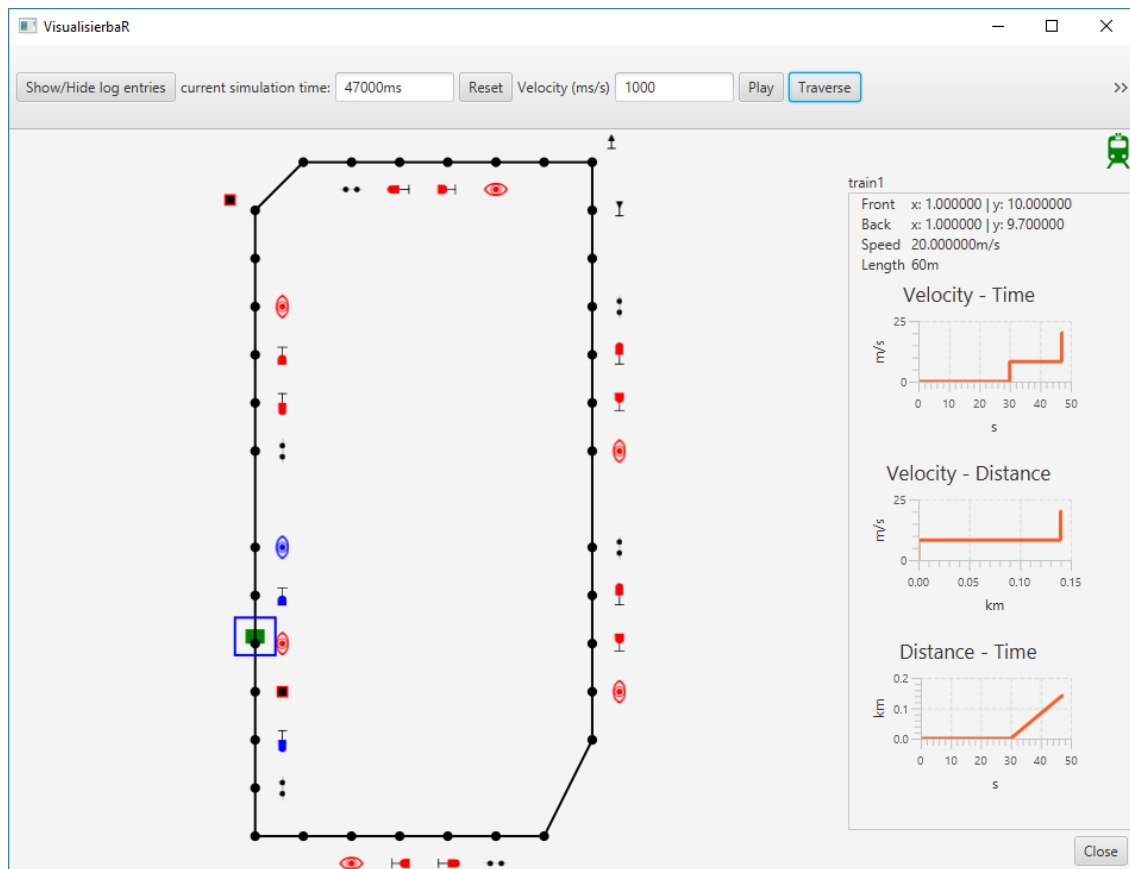 VisualisierbaR
Show/Hide log entries current simulation time: 47000ms Reset Velocity (ms/s) 1000 Play Traverse >>
train1
Front x: 1.000000 | y: 10.000000
Back x: 1.000000 | y: 9.700000
Speed 20.000000m/s
Length 60m
Velocity - Time
25
m/s
0
0 10 20 30 40 50
s
Velocity - Distance
25
m/s
0
0.00 0.05 0.10 0.15
km
Distance - Time
0.2
km
0.1
0.0
0 10 20 30 40 50
s
Close